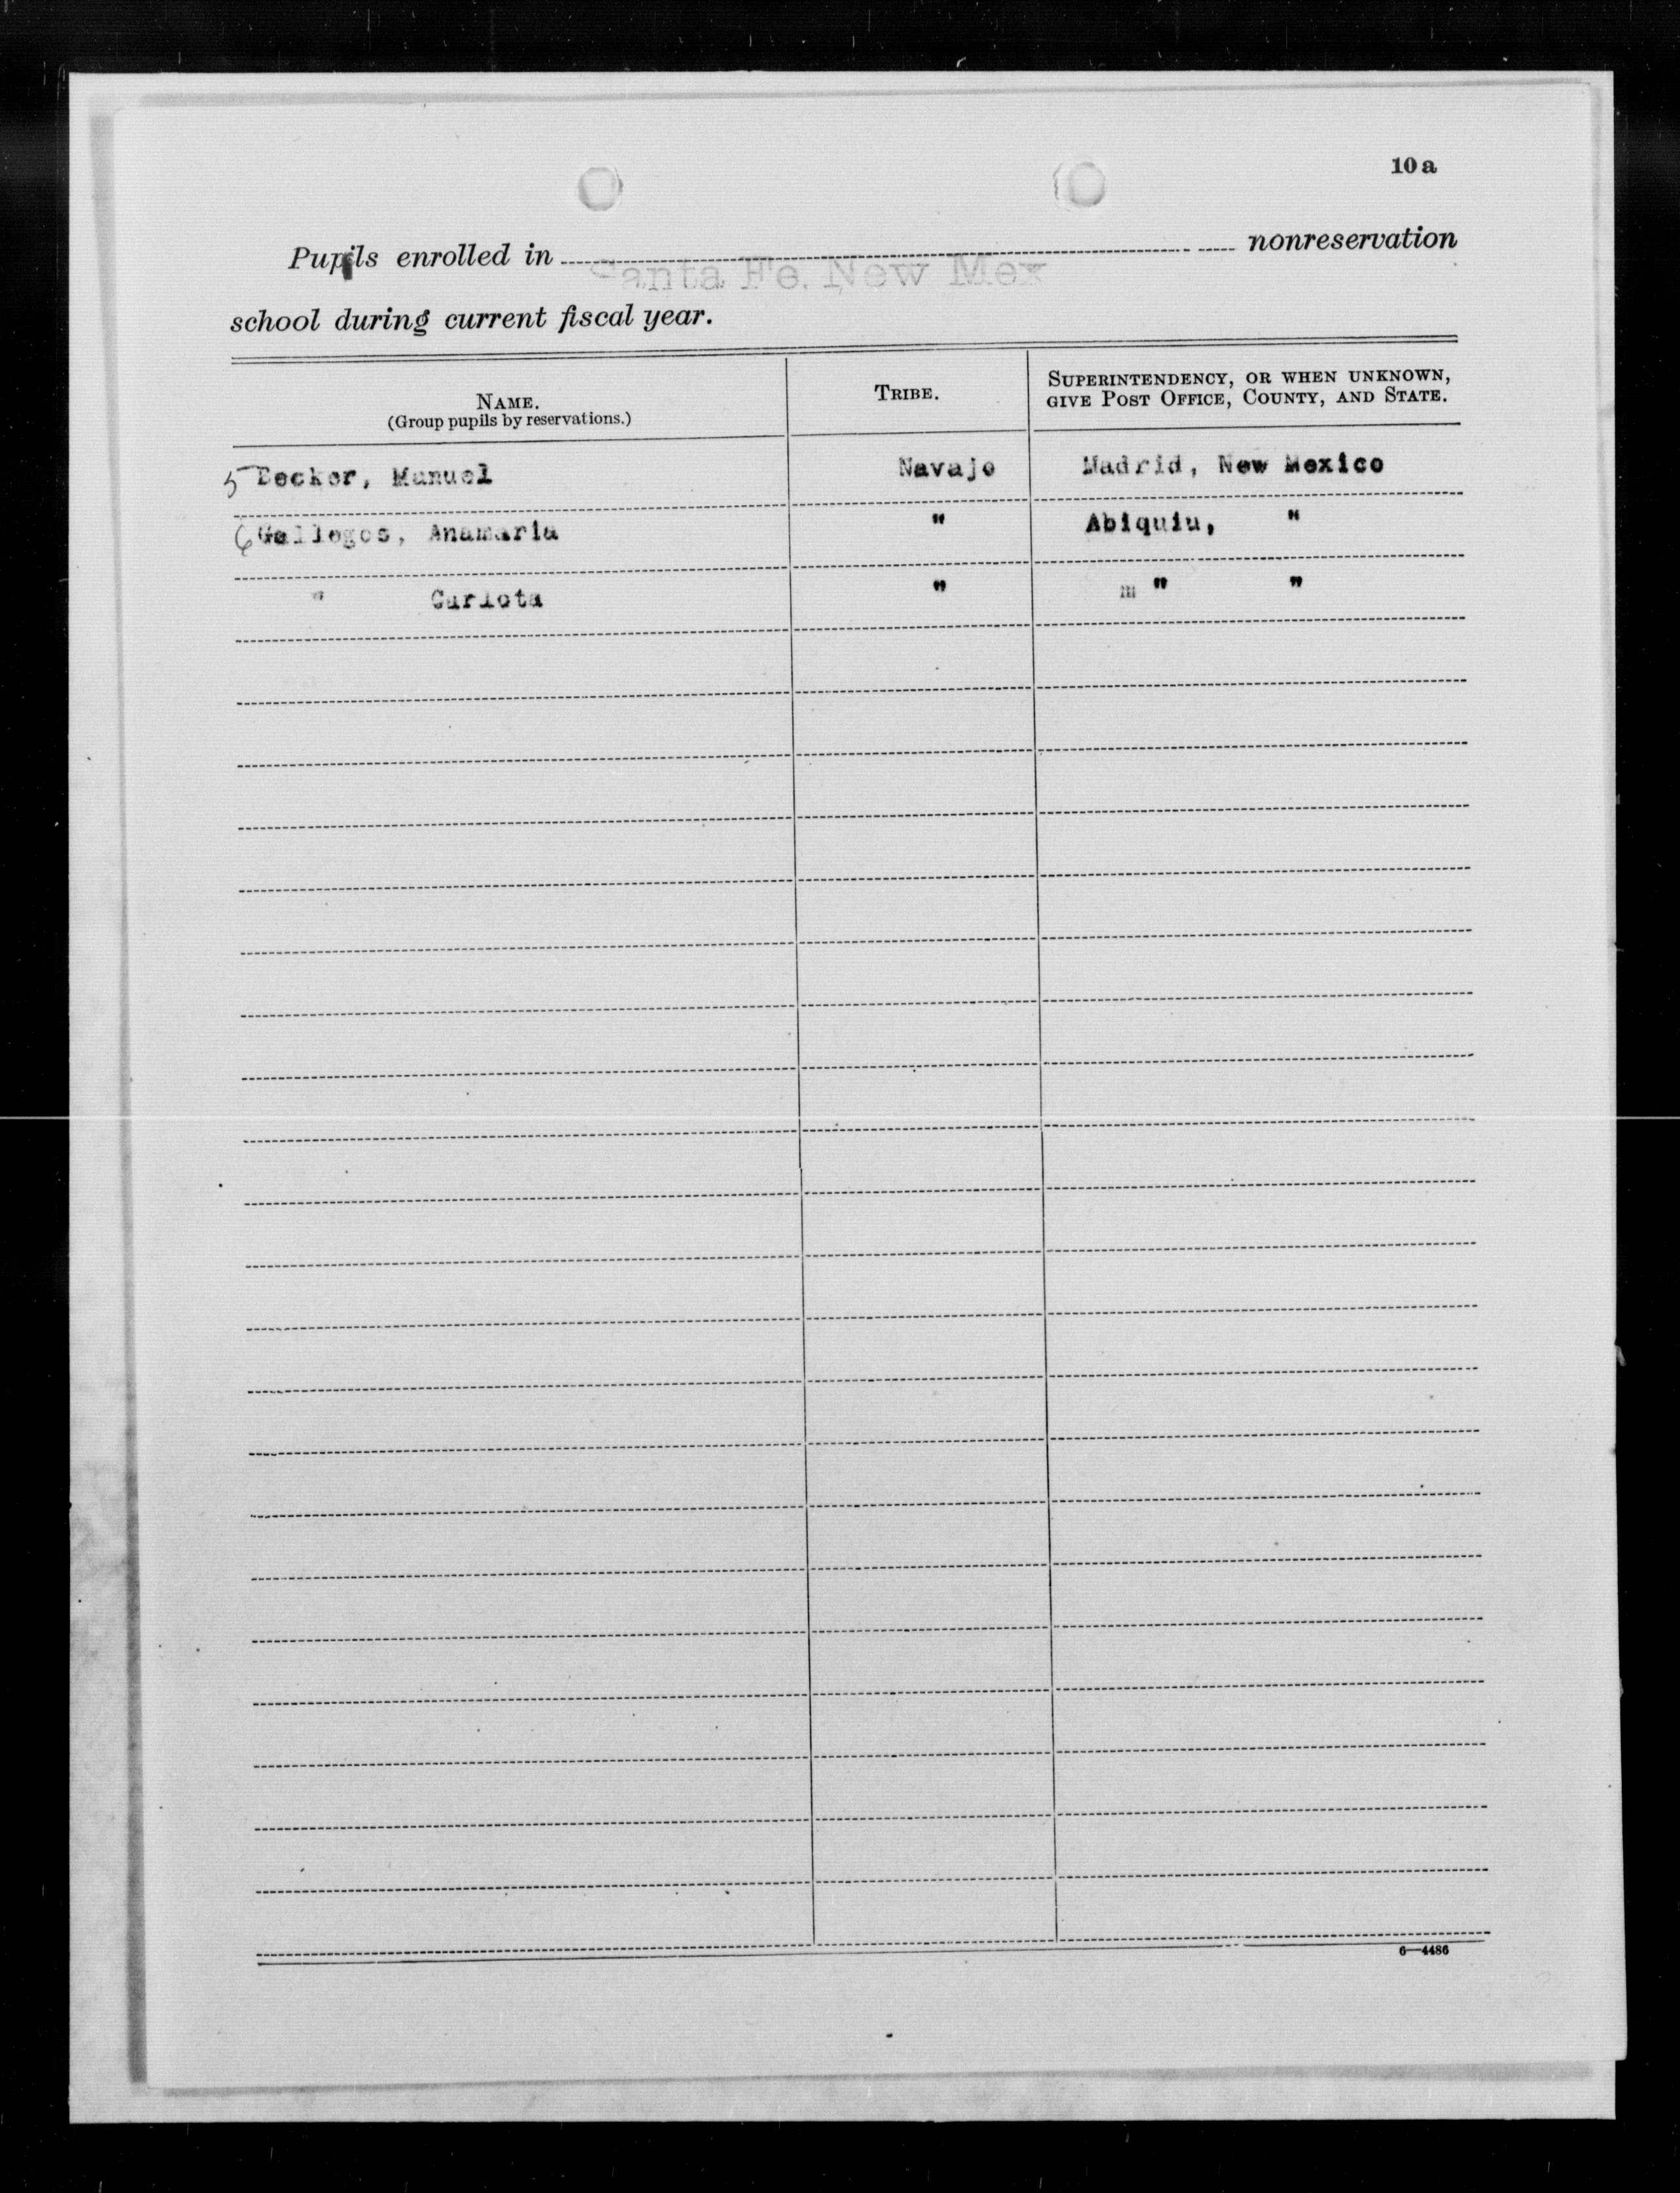 10 a
Pupils enrolled in Santa Fe, New Mex nonreservation
school during current fiscal year.
NAME.
(Group pupils by reservations.)
TRIBE.
SUPERINTENDENCY, OR WHEN UNKNOWN,
GIVE POST OFFICE, COUNTY, AND STATE.
5 Becker, Manuel Navajo Madrid, New Mexico
6 Gallegos, Anamaria " Abiquiu, "
" Carlota " m " "
6—4486